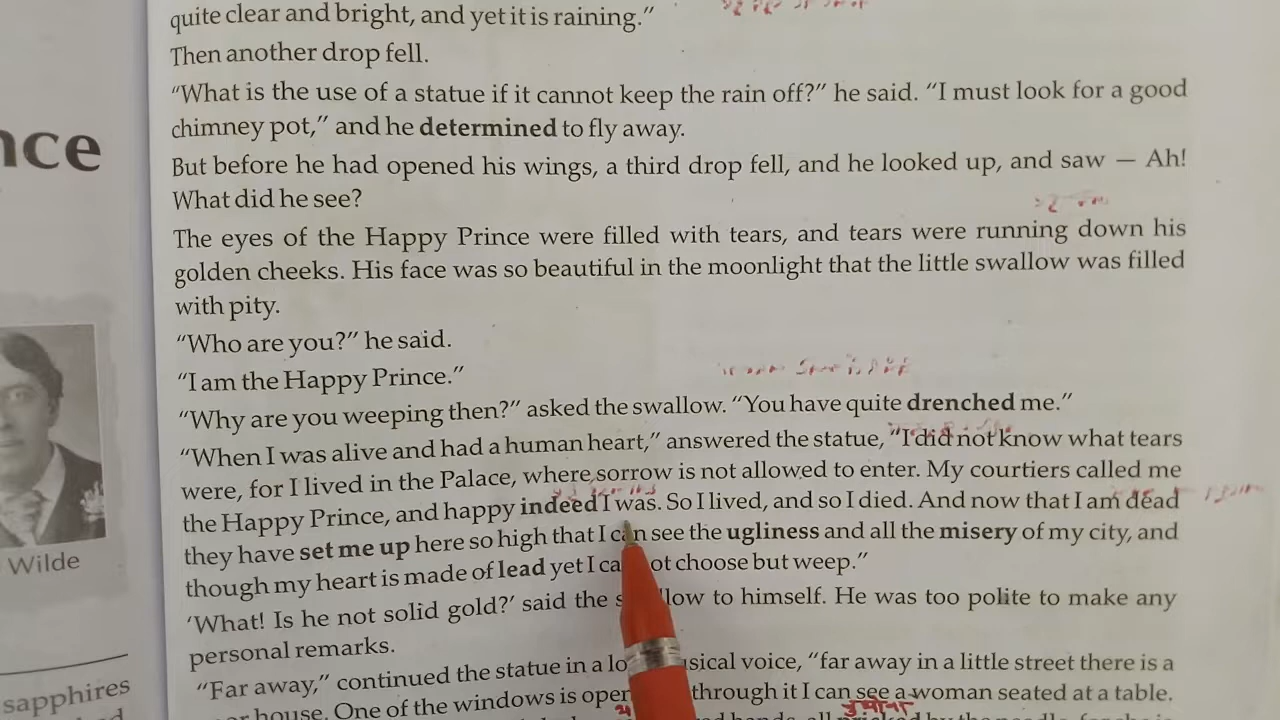 quite clear and bright, and yet it is raining.”
Then another drop fell.
“What is the use of a statue if it cannot keep the rain off?” he said. “I must look for a good
chimney pot,” and he determined to fly away.
But before he had opened his wings, a third drop fell, and he looked up, and saw — Ah!
What did he see?
The eyes of the Happy Prince were filled with tears, and tears were running down his
golden cheeks. His face was so beautiful in the moonlight that the little swallow was filled
with pity.
“Who are you?” he said.
“I am the Happy Prince.”
“Why are you weeping then?” asked the swallow. “You have quite drenched me.”
“When I was alive and had a human heart,” answered the statue, “I did not know what tears
were, for I lived in the Palace, where sorrow is not allowed to enter. My courtiers called me
the Happy Prince, and happy indeed I was. So I lived, and so I died. And now that I am dead
they have set me up here so high that I can see the ugliness and all the misery of my city, and
though my heart is made of lead yet I ca ot choose but weep.”
‘What! Is he not solid gold?’ said the s llow to himself. He was too polite to make any
personal remarks.
“Far away,” continued the statue in a lo sical voice, “far away in a little street there is a
house. One of the windows is open through it I can see a woman seated at a table.
nce
Wilde
sapphires